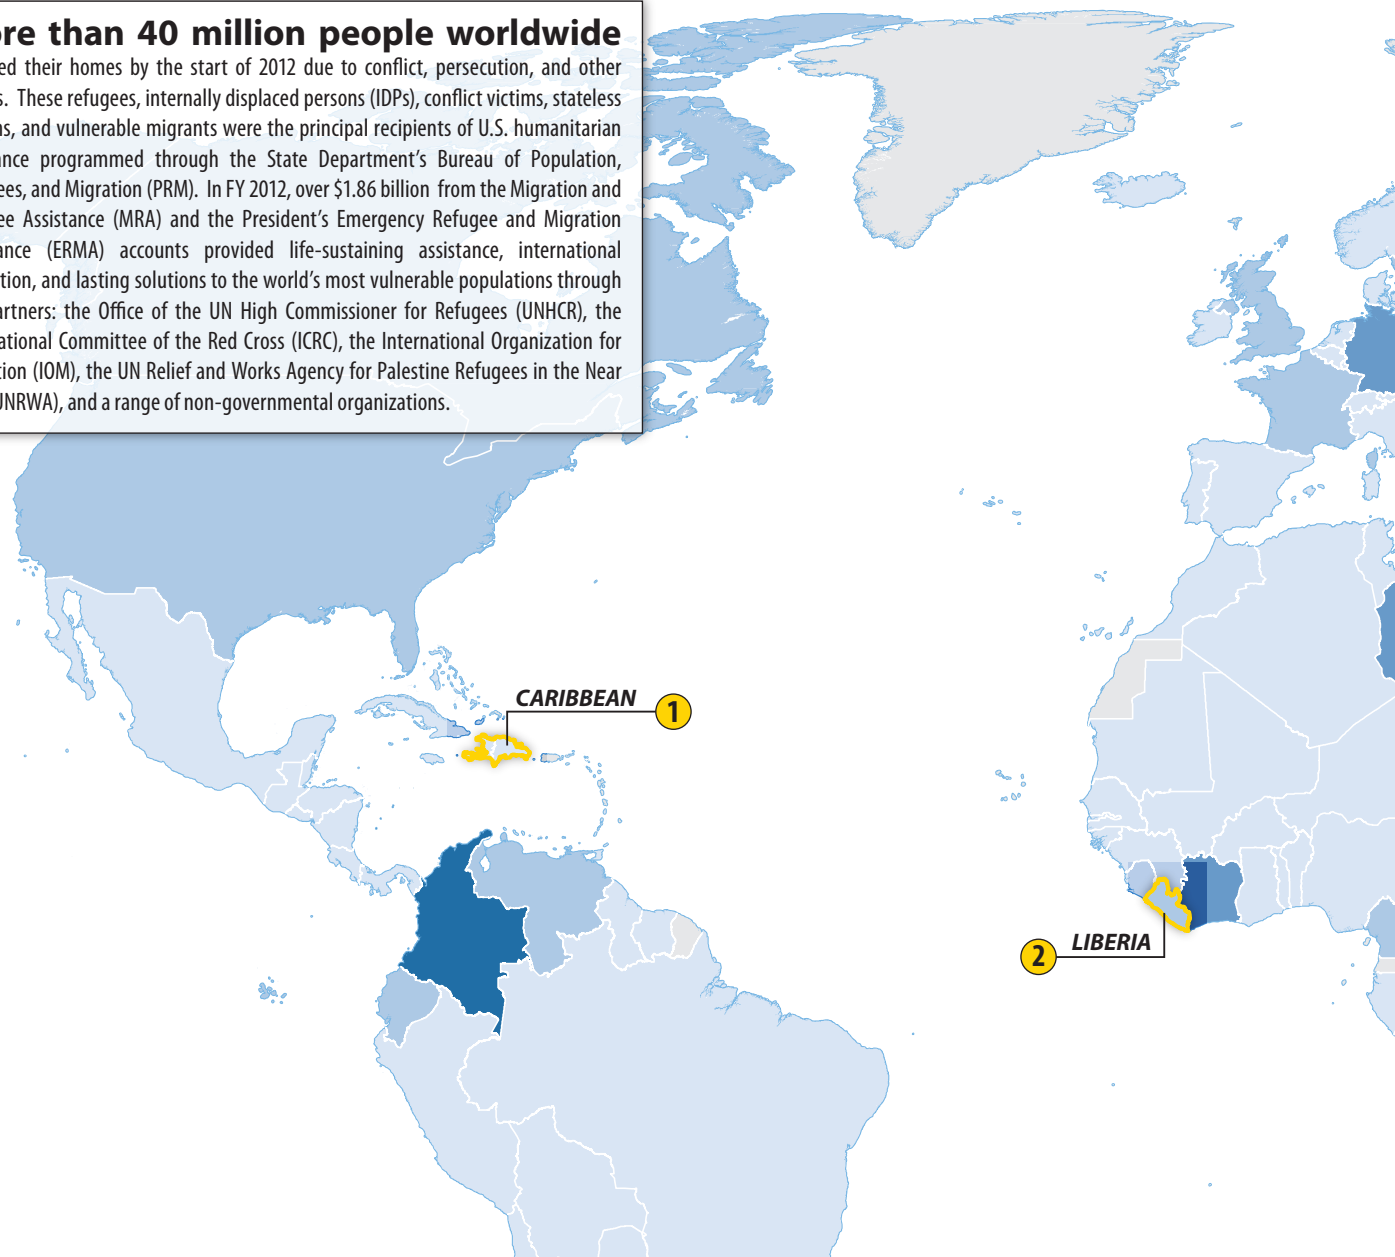 ore than 40 million people worldwide
ed their homes by the start of 2012 due to conflict, persecution, and other
s. These refugees, internally displaced persons (IDPs), conflict victims, stateless
ns, and vulnerable migrants were the principal recipients of U.S. humanitarian
ance programmed through the State Department's Bureau of Population,
ees, and Migration (PRM). In FY 2012, over $1.86 billion from the Migration and
ee Assistance (MRA) and the President's Emergency Refugee and Migration
ance (ERMA) accounts provided life-sustaining assistance, international
tion, and lasting solutions to the world's most vulnerable populations through
artners: the Office of the UN High Commissioner for Refugees (UNHCR), the
ational Committee of the Red Cross (ICRC), the International Organization for
tion (IOM), the UN Relief and Works Agency for Palestine Refugees in the Near
UNRWA), and a range of non-governmental organizations.
CARIBBEAN 1
2 LIBERIA